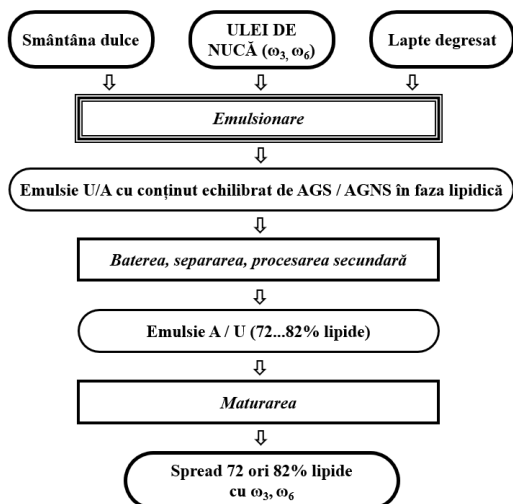 Smântâna dulce
ULEI DE
NUCĂ (ω₃, ω₆)
Lapte degresat
Emulsionare
Emulsie U/A cu conținut echilibrat de AGS / AGNS în faza lipidică
Baterea, separarea, procesarea secundară
Emulsie A / U (72...82% lipide)
Maturarea
Spread 72 ori 82% lipide
cu ω₃, ω₆